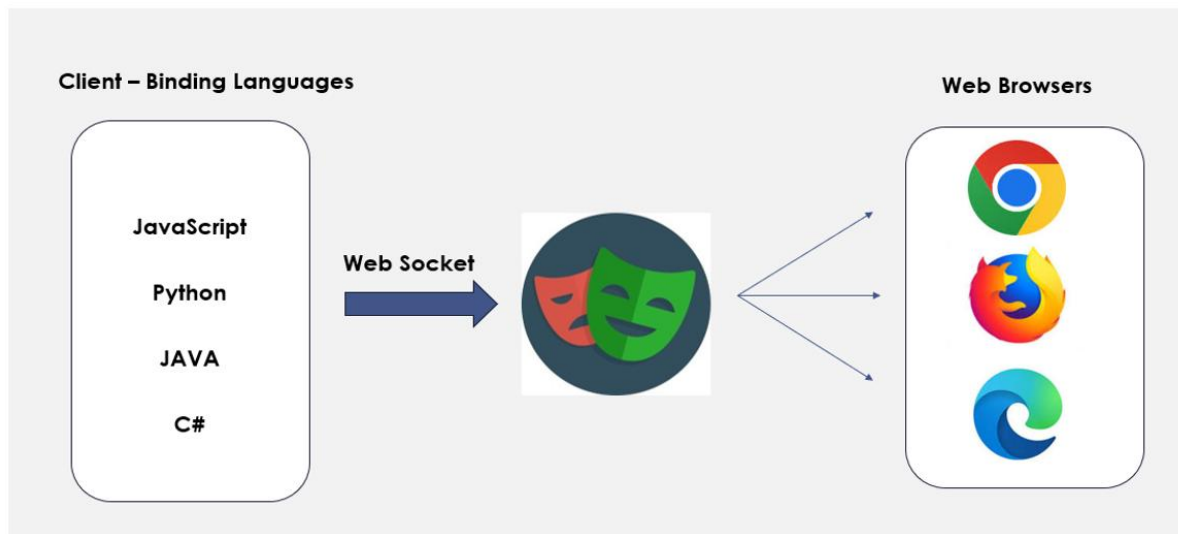 Client – Binding Languages
JavaScript
Python
JAVA
C#
Web Socket
Web Browsers